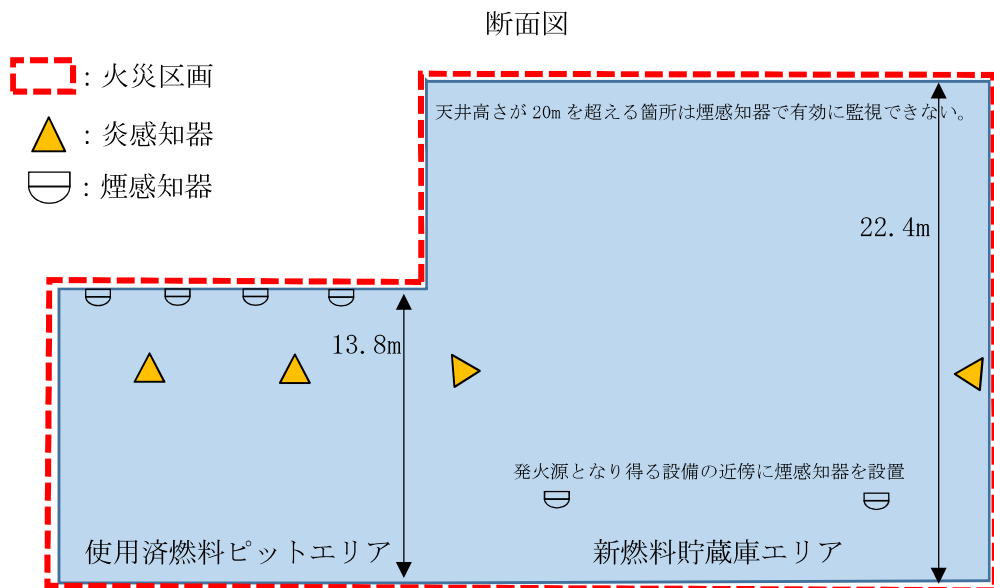 断面図
：火災区画
：炎感知器
：煙感知器
天井高さが 20m を超える箇所は煙感知器で有効に監視できない。
22.4m
13.8m
発火源となり得る設備の近傍に煙感知器を設置
使用済燃料ピットエリア
新燃料貯蔵庫エリア